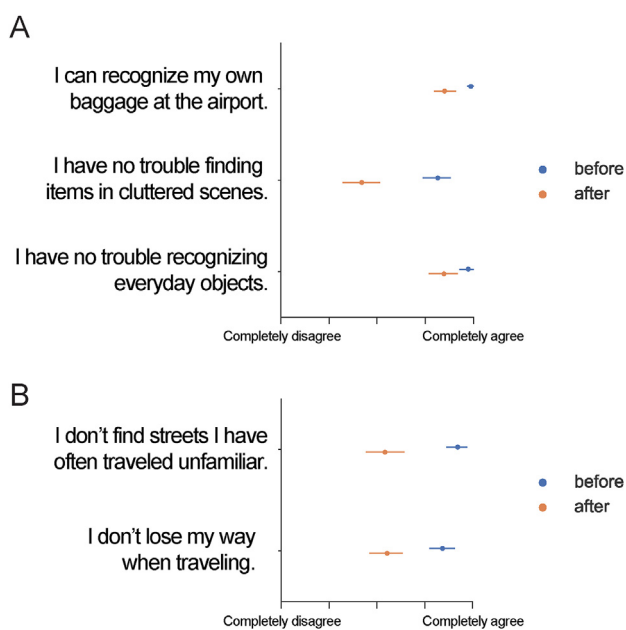 A
I can recognize my own
baggage at the airport.
I have no trouble finding
items in cluttered scenes.
before
after
I have no trouble recognizing
everyday objects.
Completely disagree
Completely agree
B
I don't find streets I have
often traveled unfamiliar.
before
after
I don't lose my way
when traveling.
Completely disagree
Completely agree